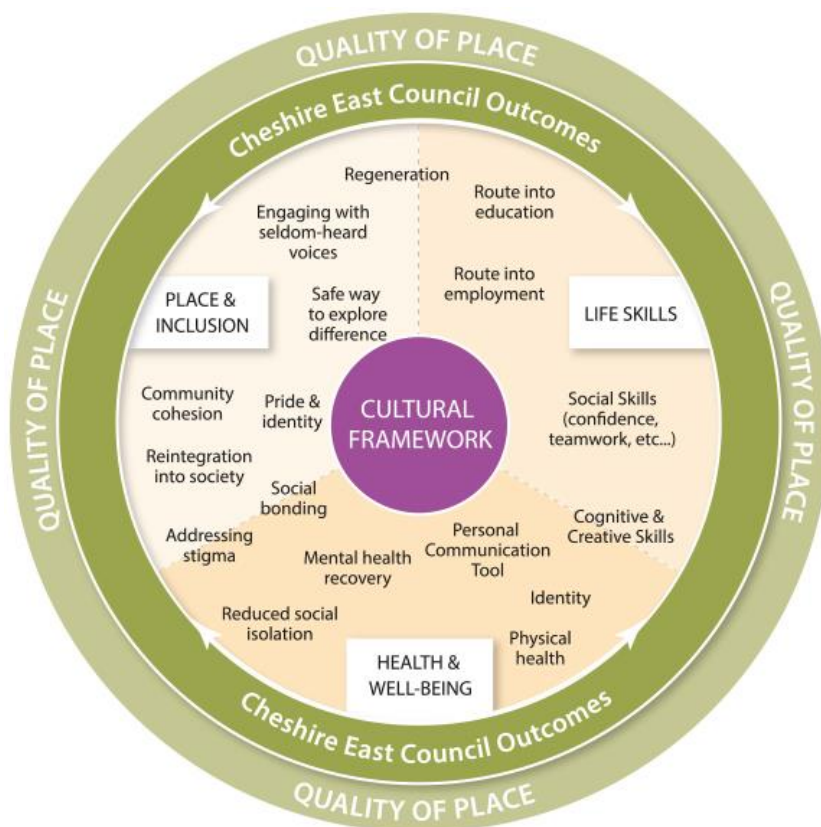 QUALITY OF PLACE
Cheshire East Council Outcomes
Regeneration
Engaging with
seldom-heard
voices
Safe way
to explore
difference
PLACE &
INCLUSION
Community
cohesion
Pride &
identity
Reintegration
into society
Social
bonding
Addressing
stigma
Route into
education
Route into
employment
LIFE SKILLS
Social Skills
(confidence,
teamwork, etc...)
Cognitive &
Creative Skills
CULTURAL
FRAMEWORK
Mental health
recovery
Personal
Communication
Tool
Identity
Reduced social
isolation
Physical
health
HEALTH &
WELL-BEING
Cheshire East Council Outcomes
QUALITY OF PLACE
QUALITY OF PLACE
QUALITY OF PLACE